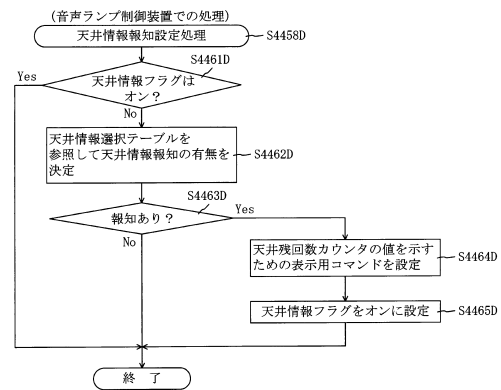 (音声ランプ制御装置での処理)
天井情報報知設定処理
S4458D
S4461D
天井情報フラグは
オン?
Yes
No
天井情報選択テーブルを
参照して天井情報報知の有無を
決定
S4462D
S4463D
報知あり?
Yes
No
天井残回数カウンタの値を示す
ための表示用コマンドを設定
S4464D
天井情報フラグをオンに設定
S4465D
終 了